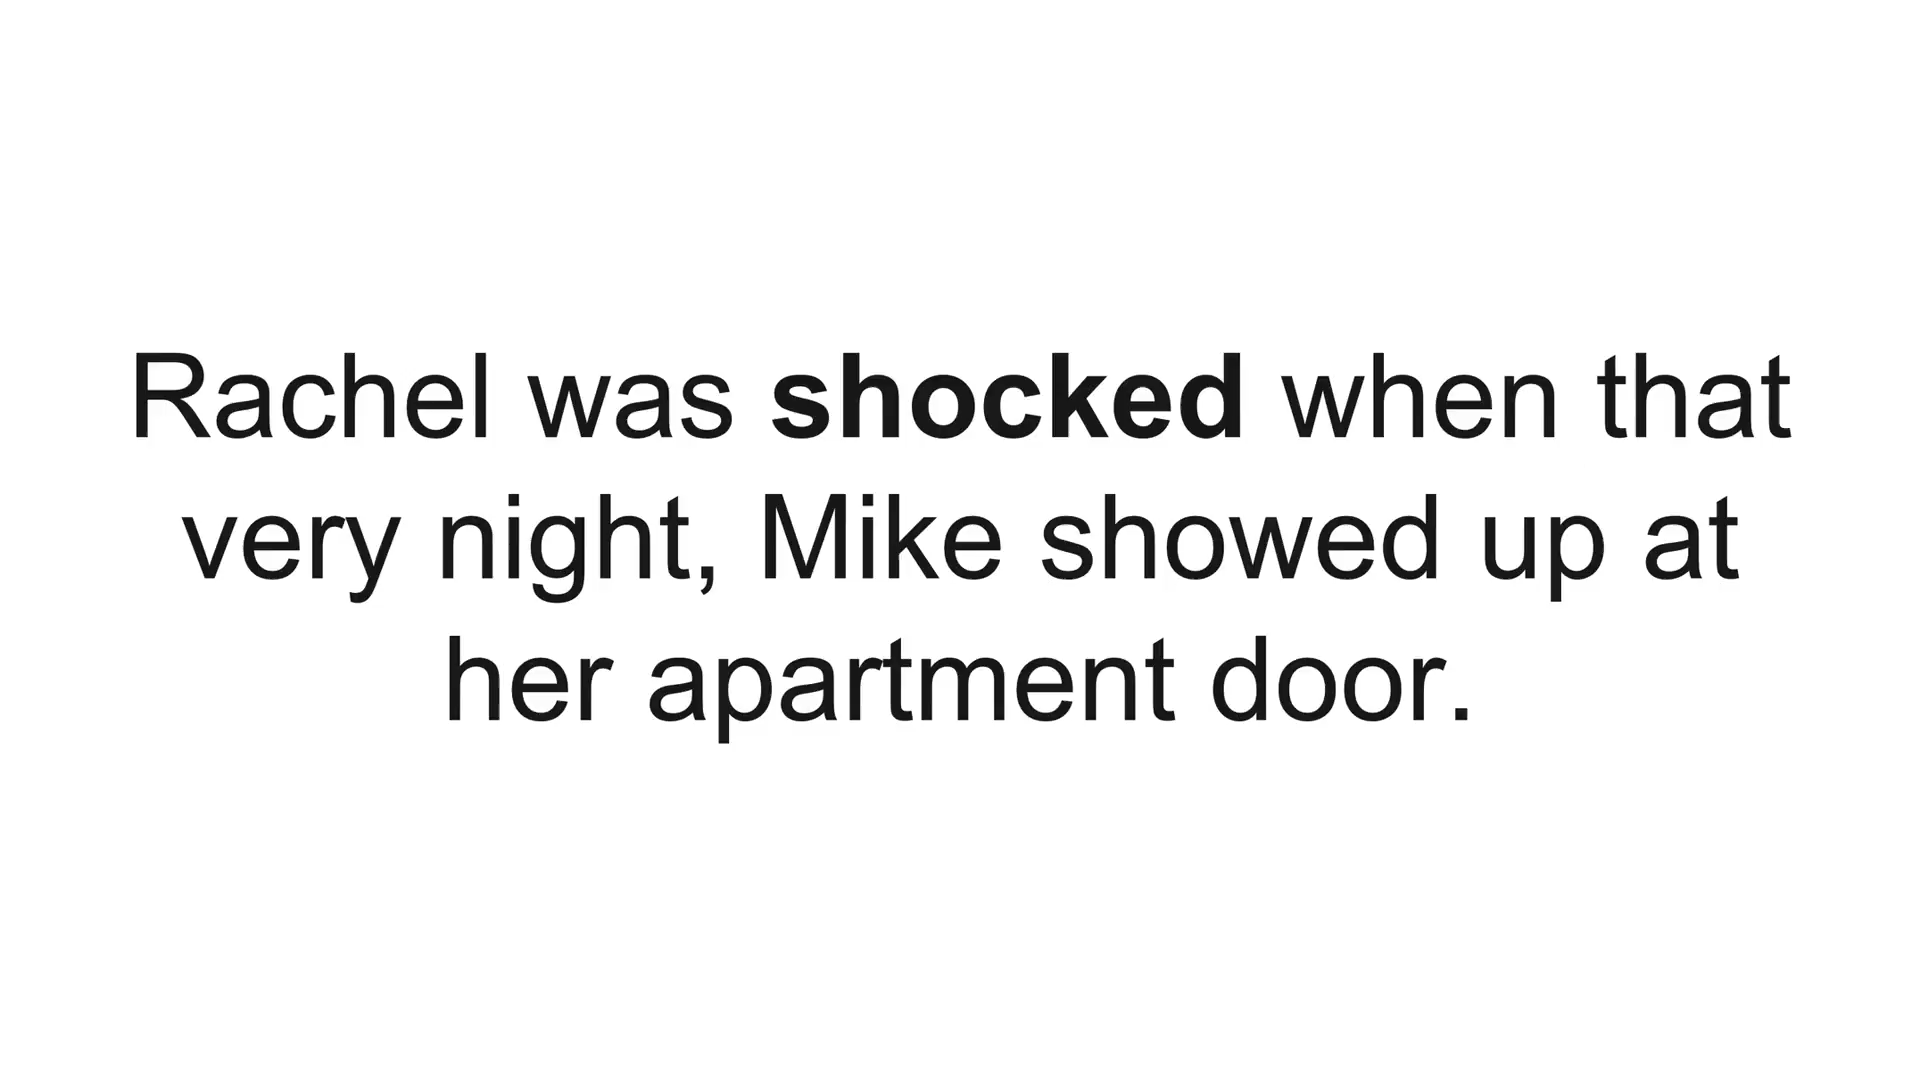 Rachel was shocked when that
very night, Mike showed up at
her apartment door.